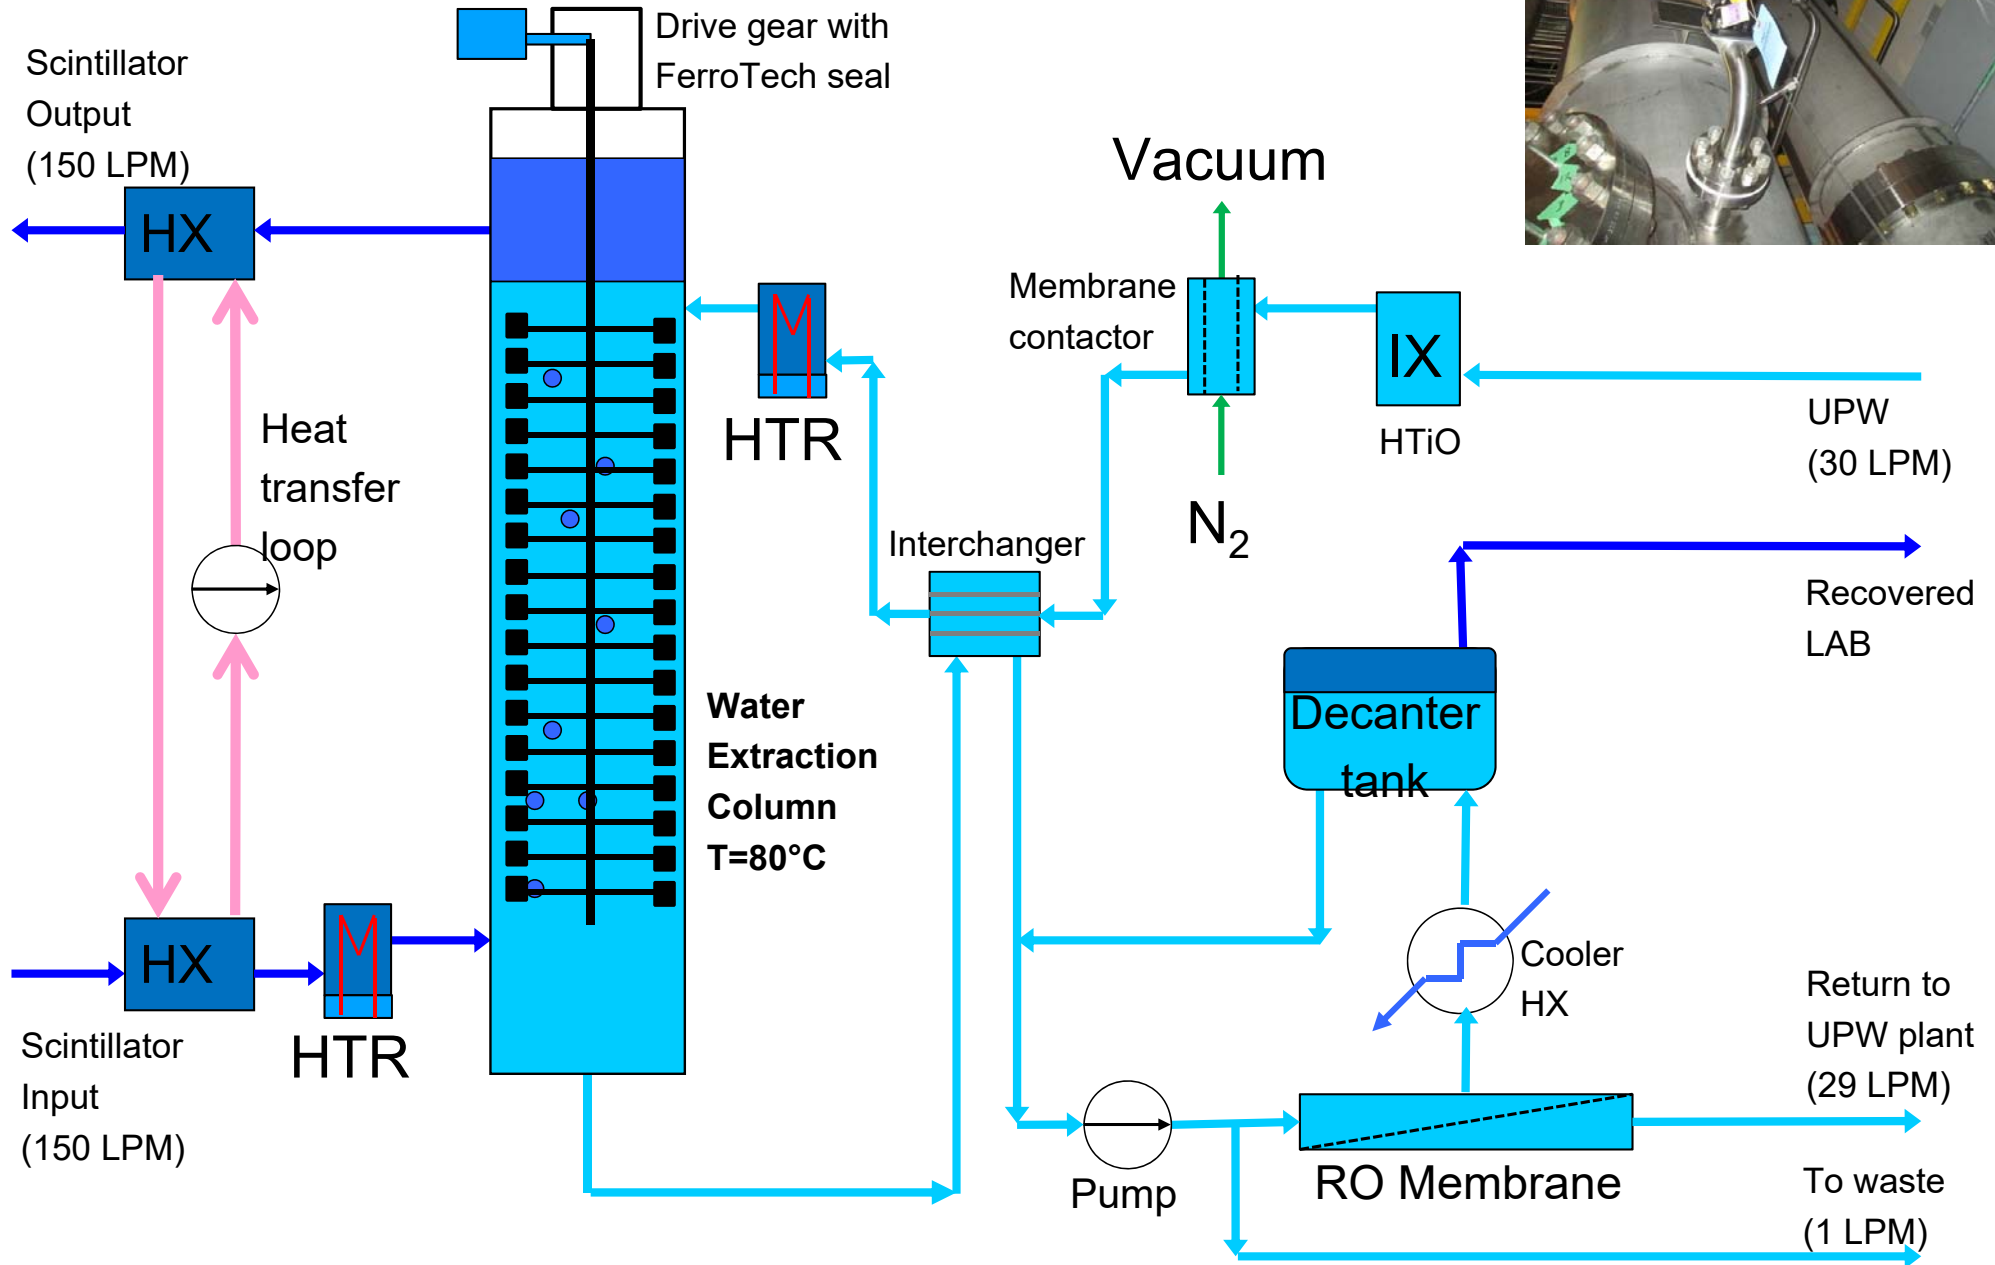 Drive gear with
FerroTech seal
Scintillator
Output
(150 LPM)
HX
Vacuum
Membrane
contactor
IX
HTiO
UPW
(30 LPM)
HTR
N2
Heat
transfer
loop
Interchanger
Recovered
LAB
Decanter
tank
Water
Extraction
Column
T=80°C
HX
HTR
Scintillator
Input
(150 LPM)
Cooler
HX
Return to
UPW plant
(29 LPM)
Pump
RO Membrane
To waste
(1 LPM)